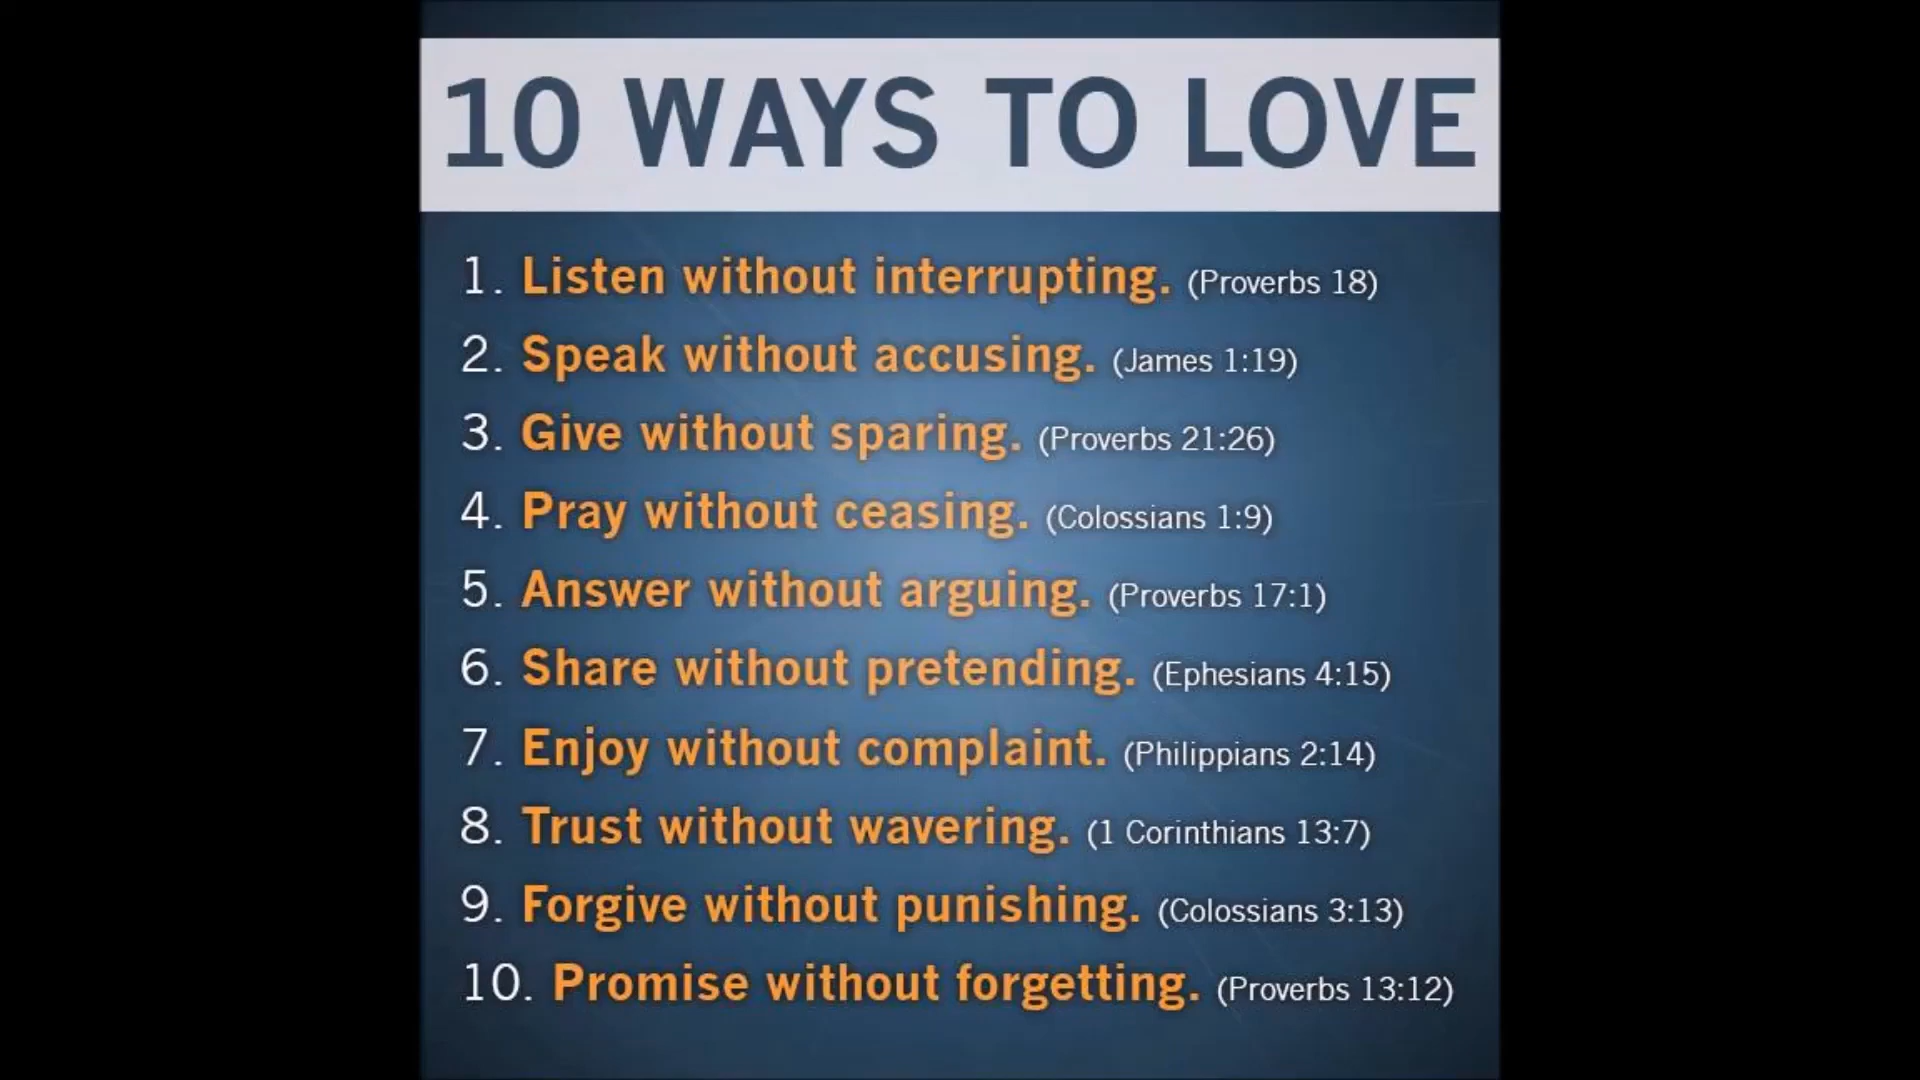 10 WAYS TO LOVE
1. Listen without interrupting. (Proverbs 18)
2. Speak without accusing. (James 1:19)
3. Give without sparing. (Proverbs 21:26)
4. Pray without ceasing. (Colossians 1:9)
5. Answer without arguing. (Proverbs 17:1)
6. Share without pretending. (Ephesians 4:15)
7. Enjoy without complaint. (Philippians 2:14)
8. Trust without wavering. (1 Corinthians 13:7)
9. Forgive without punishing. (Colossians 3:13)
10. Promise without forgetting. (Proverbs 13:12)